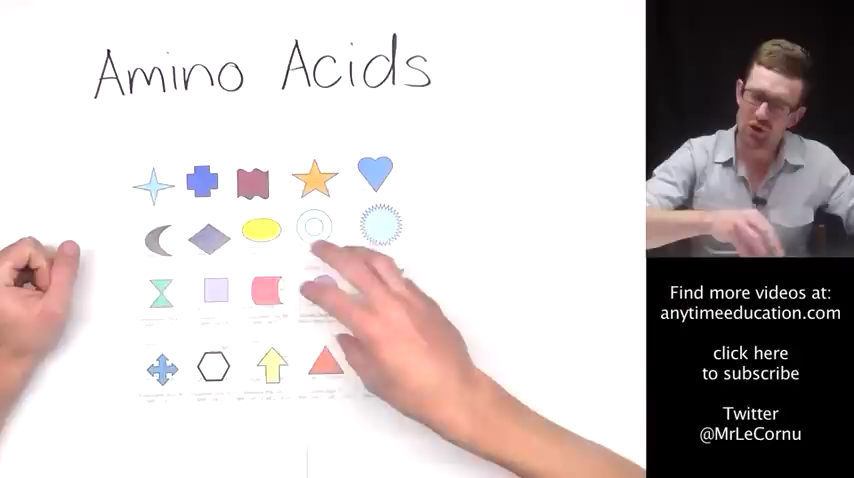 Amino Acids
Find more videos at:
anytimeeducation.com
click here
to subscribe
Twitter
@MrLeCornu